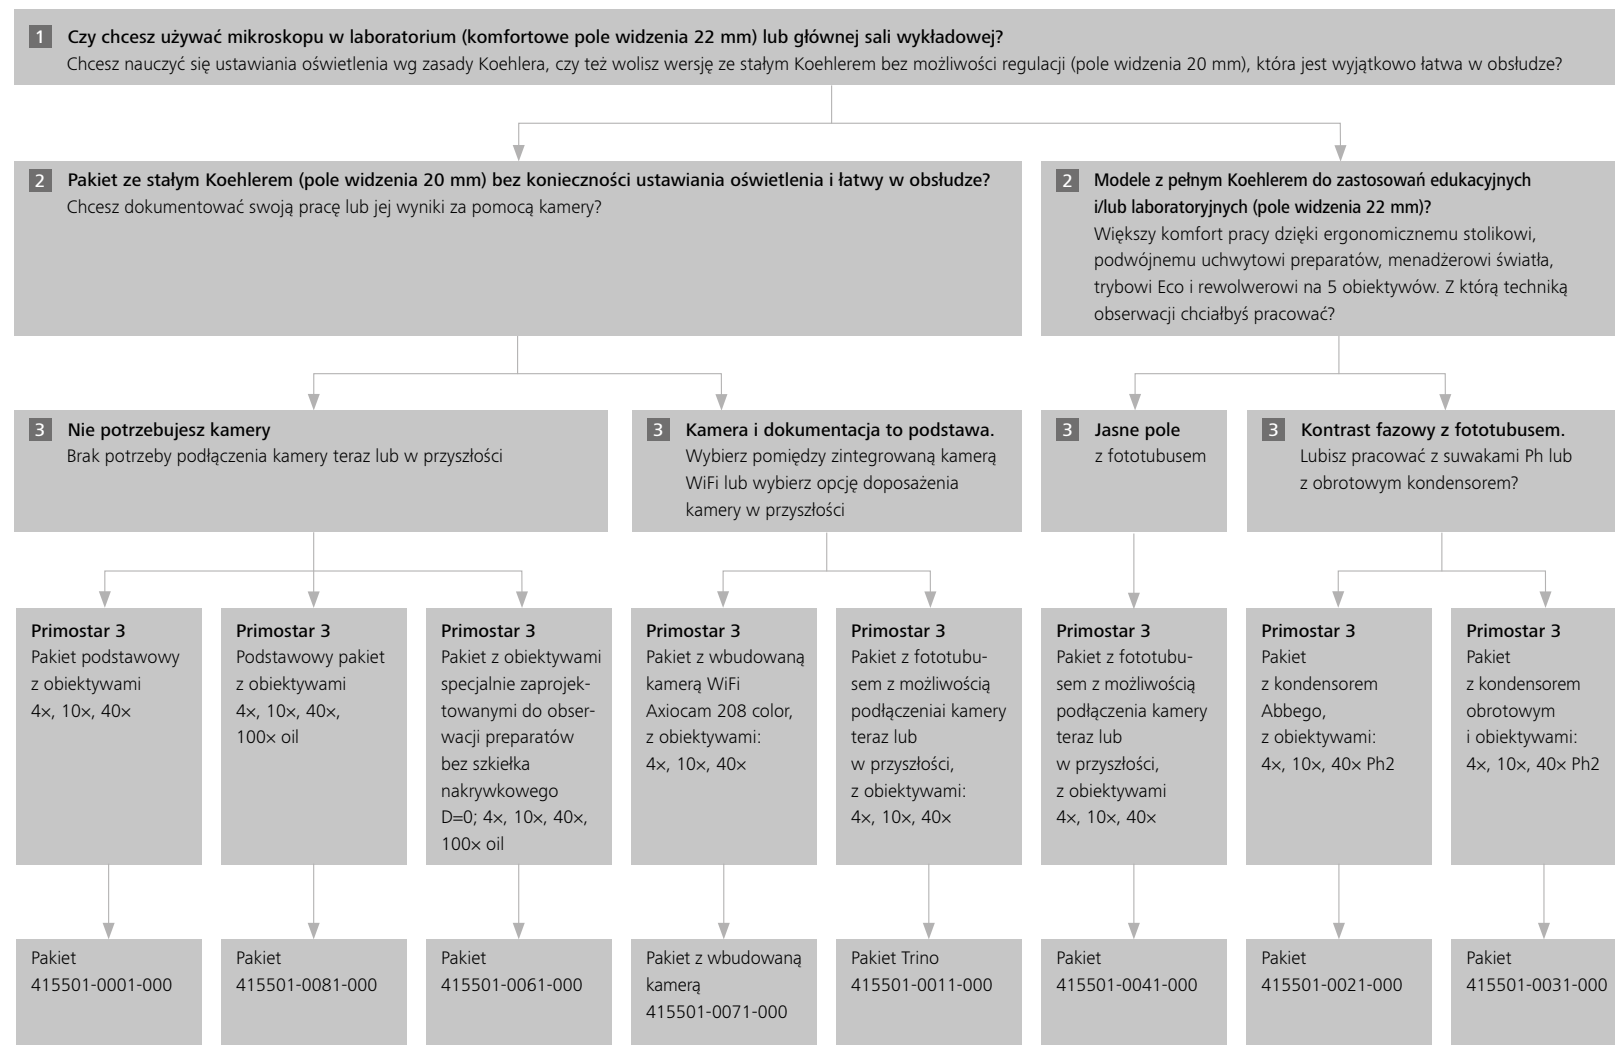 1 Czy chcesz używać mikroskopu w laboratorium (komfortowe pole widzenia 22 mm) lub głównej sali wykładowej?
Chcesz nauczyć się ustawiania oświetlenia wg zasady Koehlera, czy też wolisz wersję ze stałym Koehlerem bez możliwości regulacji (pole widzenia 20 mm), która jest wyjątkowo łatwa w obsłudze?
2 Pakiet ze stałym Koehlerem (pole widzenia 20 mm) bez konieczności ustawiania oświetlenia i łatwy w obsłudze?
Chcesz dokumentować swoją pracę lub jej wyniki za pomocą kamery?
2 Modele z pełnym Koehlerem do zastosowań edukacyjnych
i/lub laboratoryjnych (pole widzenia 22 mm)?
Większy komfort pracy dzięki ergonomicznemu stolikowi,
podwójnemu uchwytowi preparatów, menadżerowi światła,
trybowi Eco i rewolwerowi na 5 obiektywów. Z którą techniką
obserwacji chciałbyś pracować?
3 Nie potrzebujesz kamery
Brak potrzeby podłączenia kamery teraz lub w przyszłości
3 Kamera i dokumentacja to podstawa.
Wybierz pomiędzy zintegrowaną kamerą
WiFi lub wybierz opcję doposażenia
kamery w przyszłości
3 Jasne pole
z fototubusem
3 Kontrast fazowy z fototubusem.
Lubisz pracować z suwakami Ph lub
z obrotowym kondensorem?
Primostar 3
Pakiet podstawowy
z obiektywami
4×, 10×, 40×
Primostar 3
Podstawowy pakiet
z obiektywami
4×, 10×, 40×,
100× oil
Primostar 3
Pakiet z obiektywami
specjalnie zaprojek-
towanymi do obser-
wacji preparatów
bez szkiełka
nakrywkowego
D=0; 4×, 10×, 40×,
100× oil
Primostar 3
Pakiet z wbudowaną
kamerą WiFi
Axiocam 208 color,
z obiektywami:
4×, 10×, 40×
Primostar 3
Pakiet z fototubu-
sem z możliwością
podłączeniai kamery
teraz lub
w przyszłości,
z obiektywami:
4×, 10×, 40×
Primostar 3
Pakiet z fototubu-
sem z możliwością
podłączenia kamery
teraz lub
w przyszłości,
z obiektywami
4×, 10×, 40×
Primostar 3
Pakiet
z kondensorem
Abbego,
z obiektywami:
4×, 10×, 40× Ph2
Primostar 3
Pakiet
z kondensorem
obrotowym
i obiektywami:
4×, 10×, 40× Ph2
Pakiet
415501-0001-000
Pakiet
415501-0081-000
Pakiet
415501-0061-000
Pakiet z wbudowaną
kamerą
415501-0071-000
Pakiet Trino
415501-0011-000
Pakiet
415501-0041-000
Pakiet
415501-0021-000
Pakiet
415501-0031-000